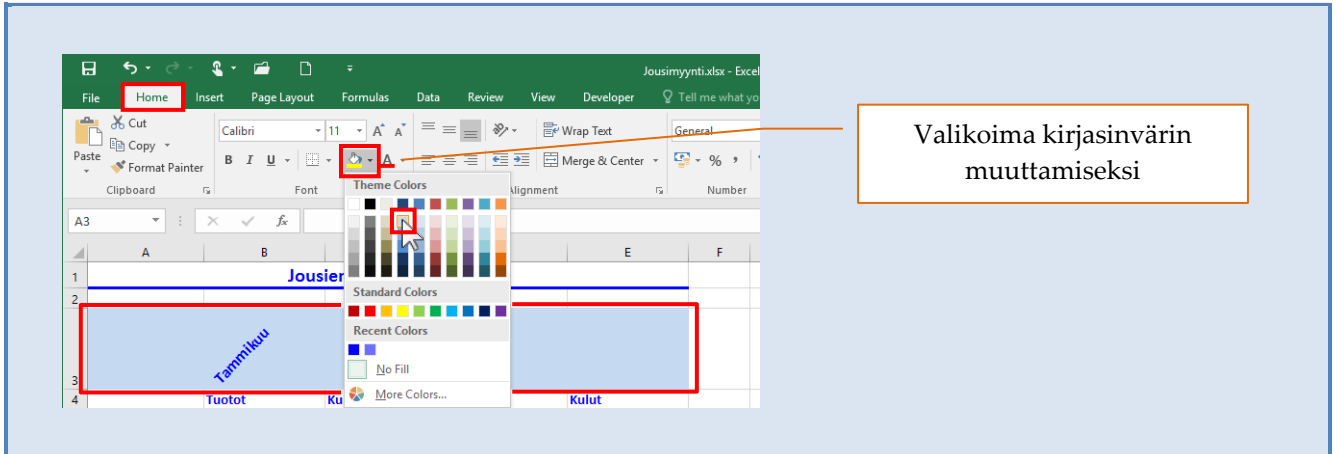 Jousimyynti.xlsx - Excel
File Home Insert Page Layout Formulas Data Review View Developer Tell me what yo
Cut
Copy
Format Painter
Paste
Clipboard
Calibri 11 A A
B I U A
Font
Wrap Text
Merge & Center
Alignment
General
% ,
Number
Valikoima kirjasinvärin
muuttamiseksi
Theme Colors
Standard Colors
Recent Colors
No Fill
More Colors...
A3 fx
A B E F
1 Jousien
2
3 Tammikuu
4 Tuotot Ku Kulut